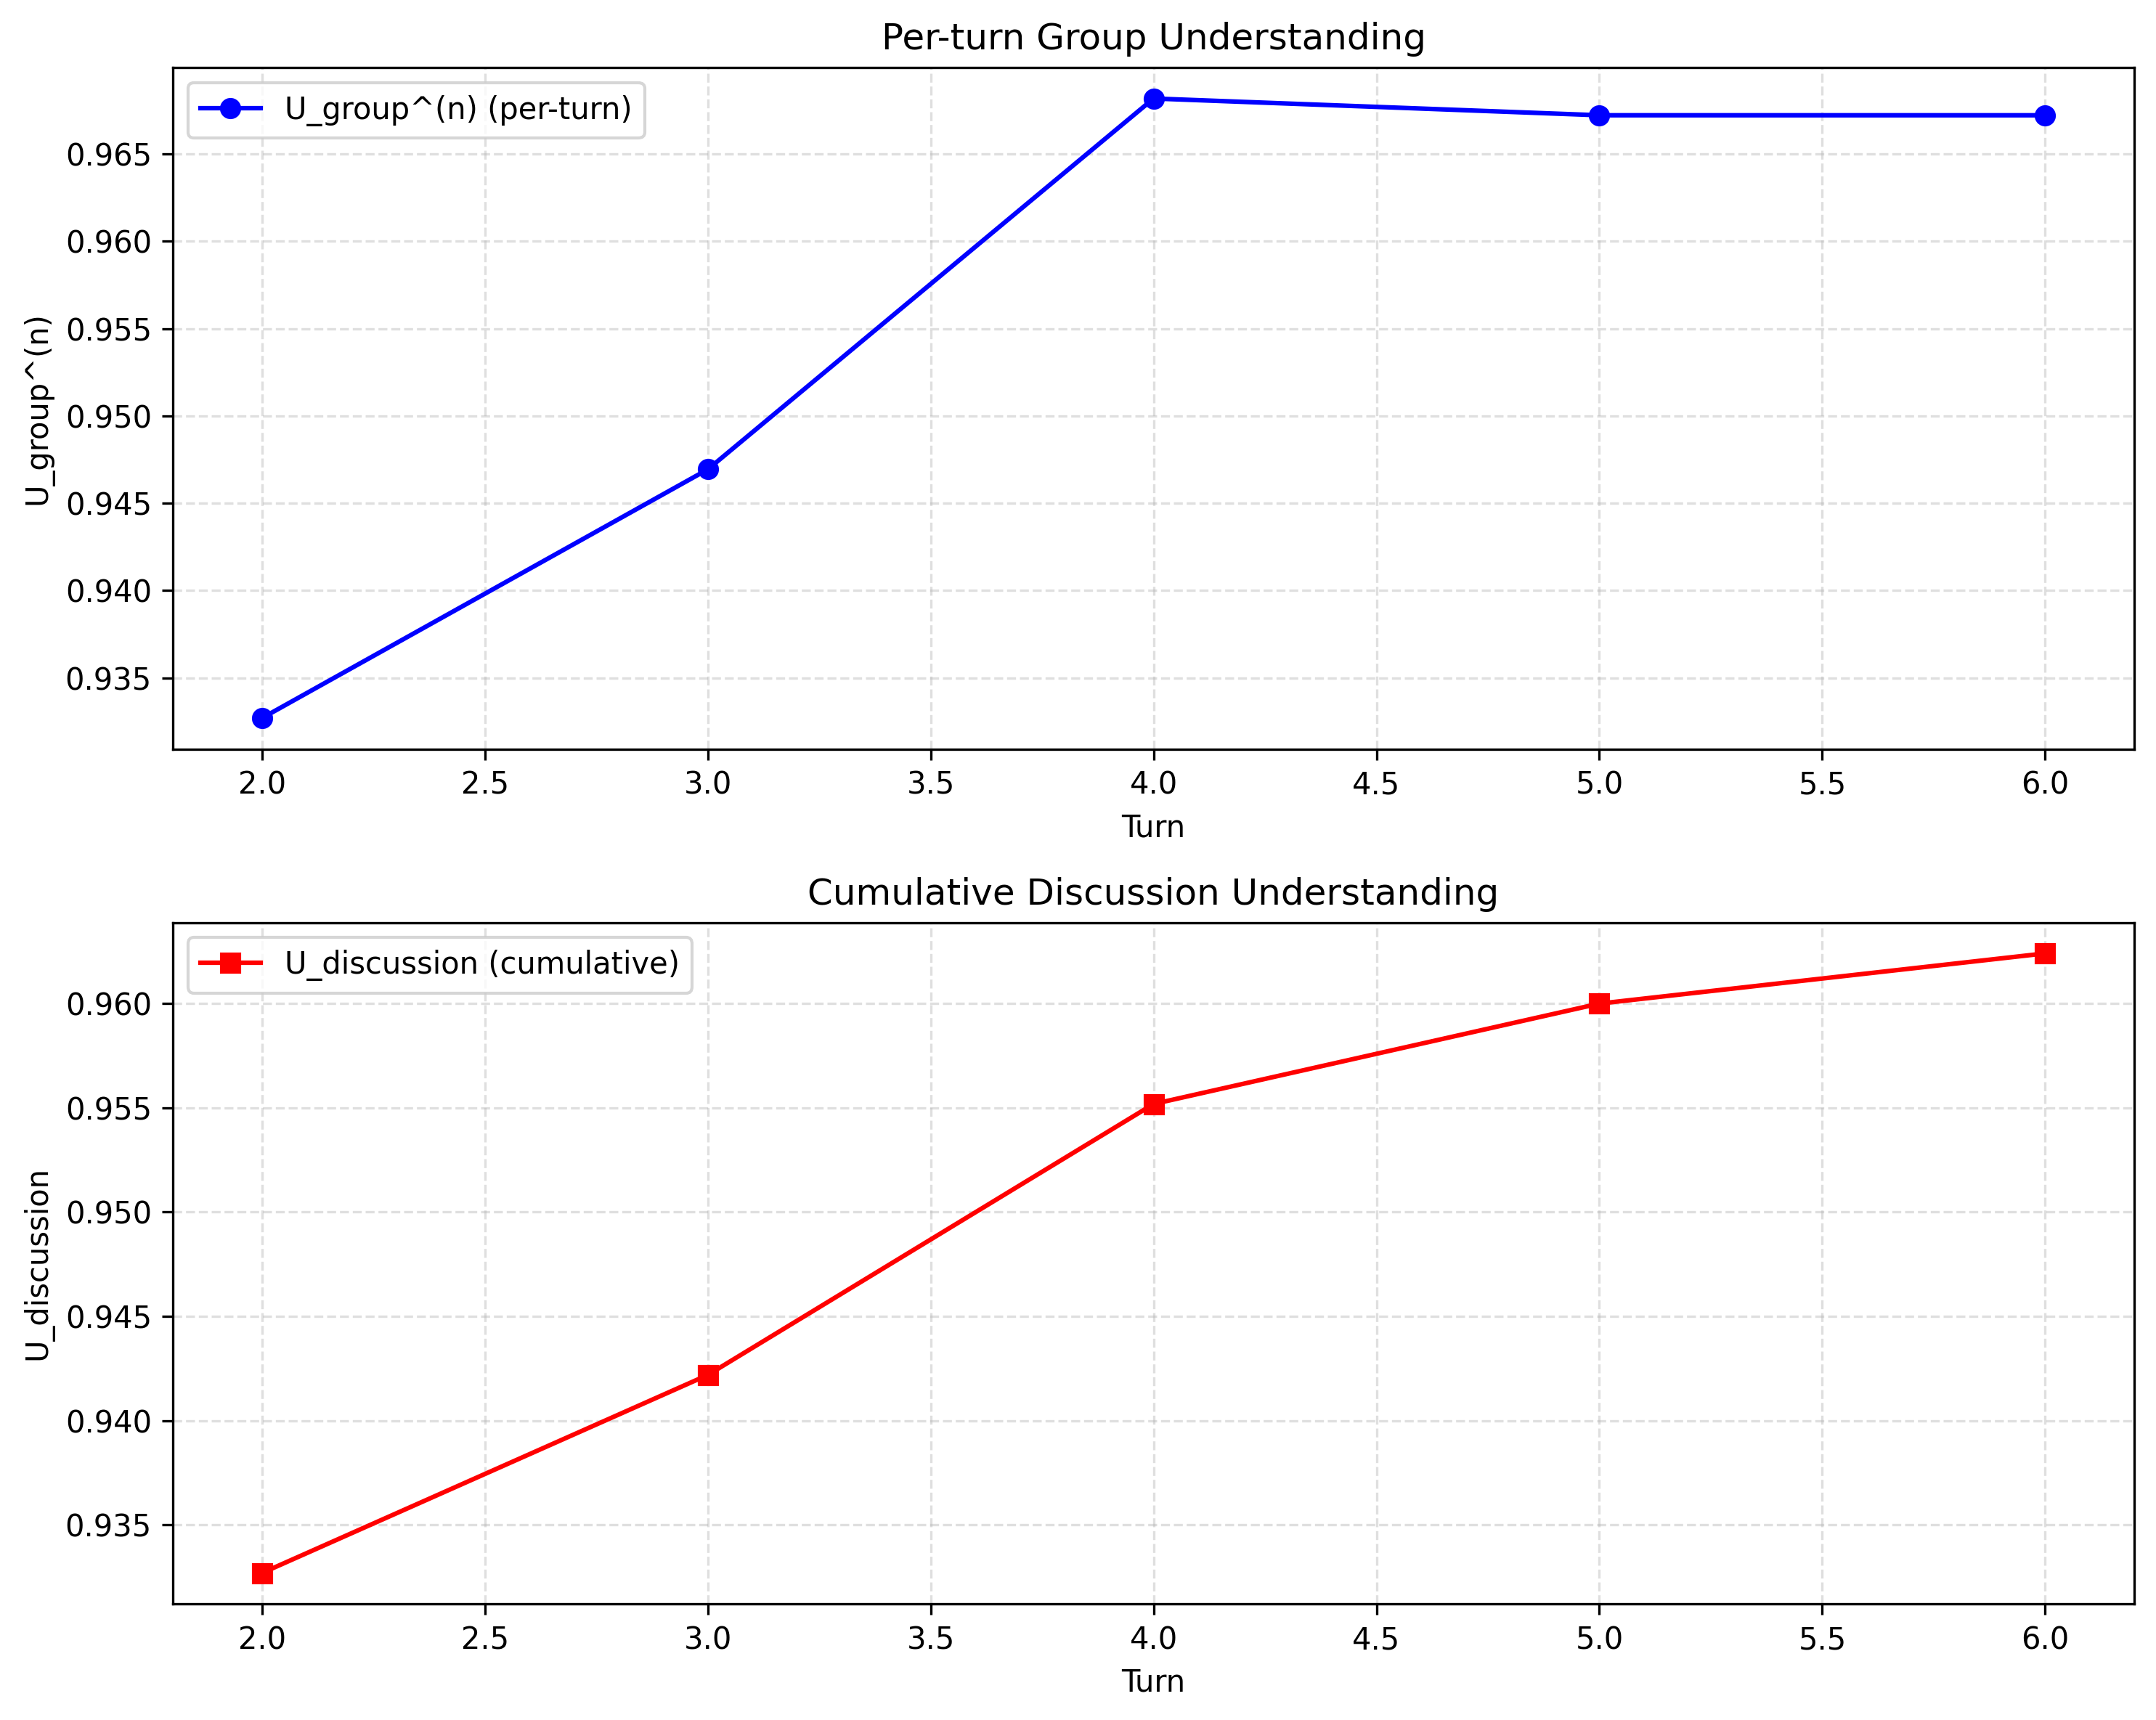 Per-turn Group Understanding
U_group^(n) (per-turn)
U_group^(n)
0.965
0.960
0.955
0.950
0.945
0.940
0.935
2.0 2.5 3.0 3.5 4.0 4.5 5.0 5.5 6.0
Turn
Cumulative Discussion Understanding
U_discussion (cumulative)
U_discussion
0.960
0.955
0.950
0.945
0.940
0.935
2.0 2.5 3.0 3.5 4.0 4.5 5.0 5.5 6.0
Turn